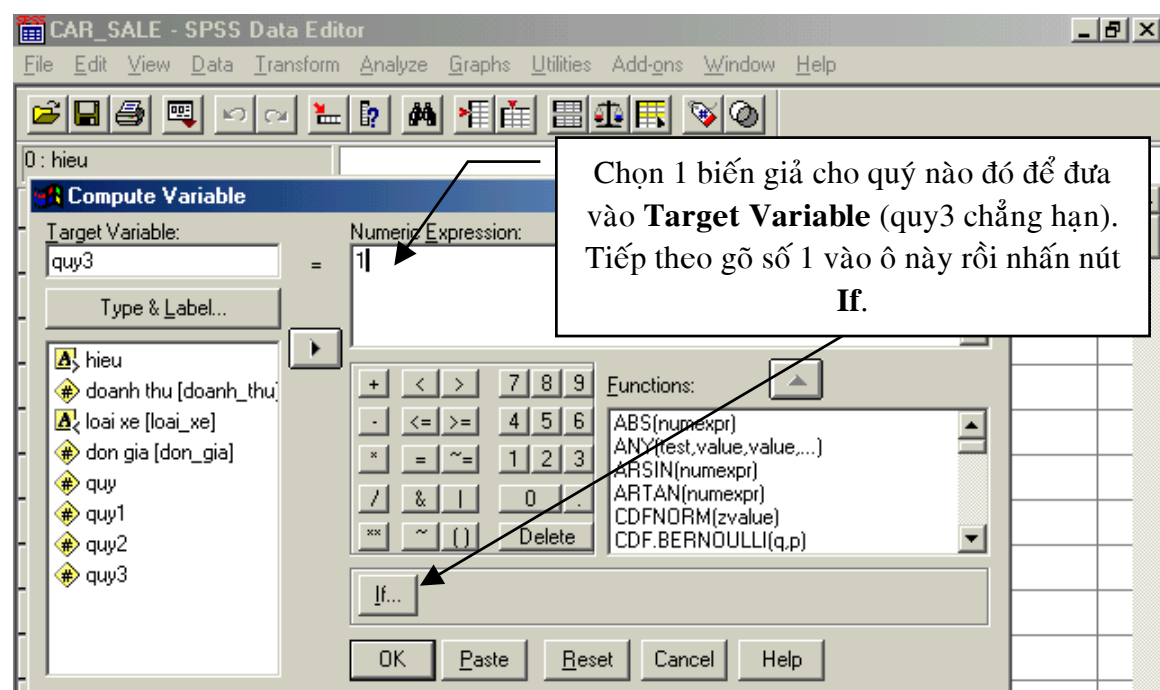 CAR_SALE - SPSS Data Editor
File Edit View Data Transform Analyze Graphs Utilities Add-ons Window Help
0 : hieu
Chọn 1 biến giả cho quý nào đó để đưa
vào Target Variable (quy3 chẳng hạn).
Tiếp theo gõ số 1 vào ô này rồi nhấn nút
If.
Compute Variable
Target Variable:
quy3
=
Numeric Expression:
1
Type & Label...
hieu
doanh thu [doanh_thu]
loai xe [loai_xe]
don gia [don_gia]
quy
quy1
quy2
quy3
+ < > 7 8 9
- <= >= 4 5 6
* = ~= 1 2 3
/ & | 0 .
** ~ ( ) Delete
Functions:
ABS(numexpr)
ANY(test,value,value,...)
ARSIN(numexpr)
ARTAN(numexpr)
CDFNORM(zvalue)
CDF.BERNOULLI(q,p)
If...
OK Paste Reset Cancel Help